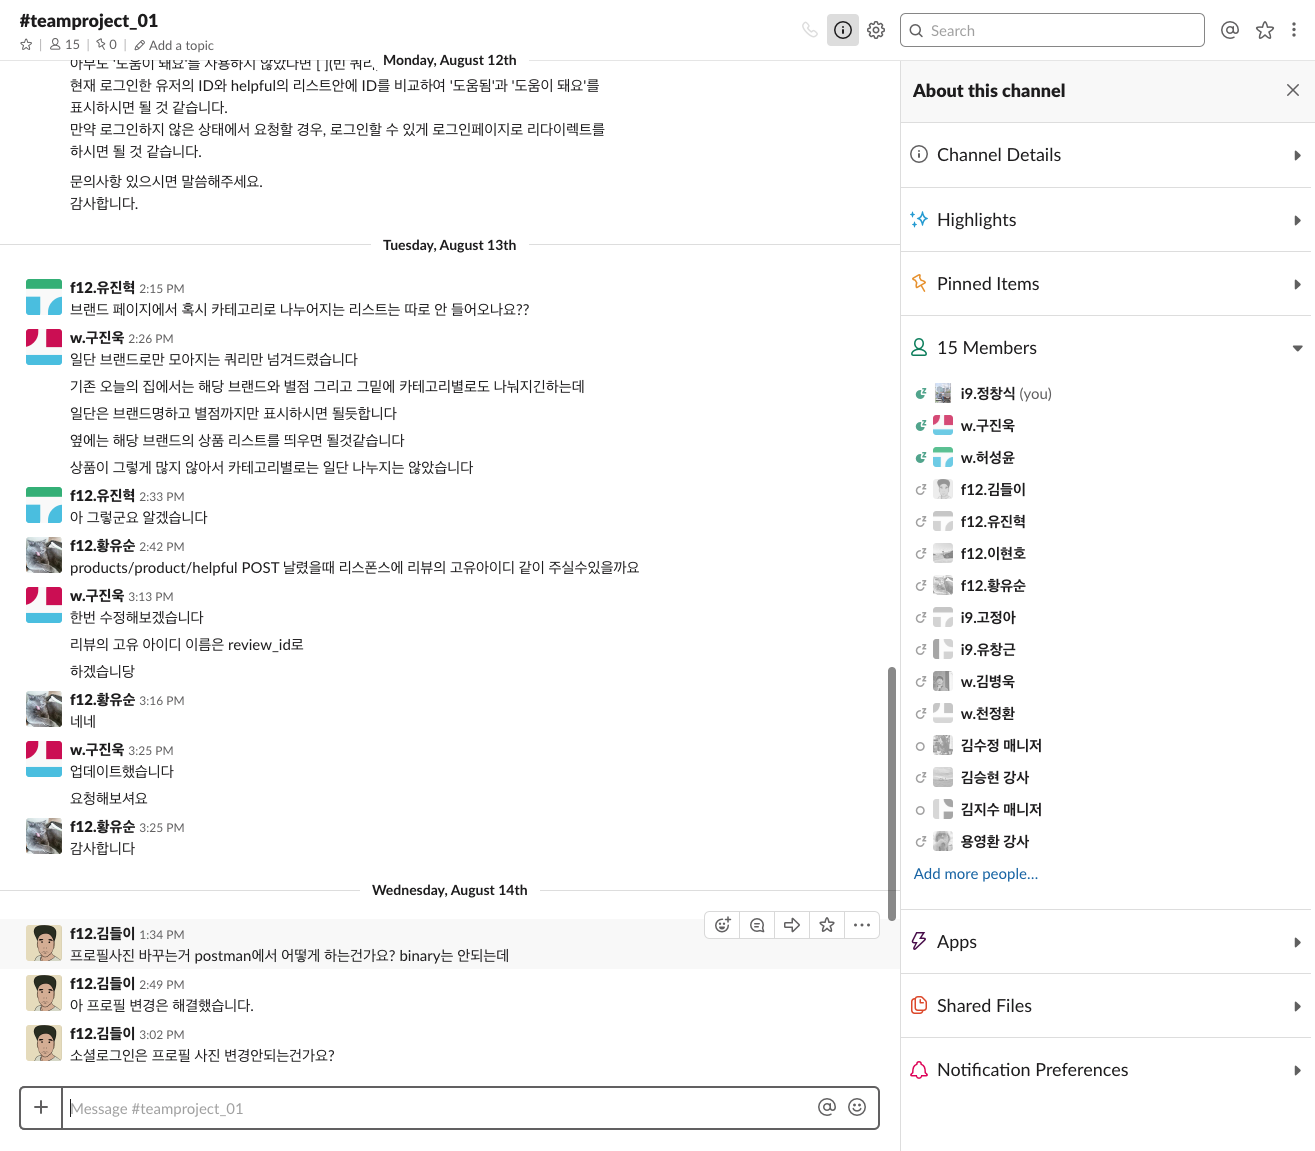 #teamproject_01
15
0
Add a topic
Search
Monday, August 12th
아무도 '도움이 돼요'를 사용하지 않았다면 [ ](빈 쿼리
현재 로그인한 유저의 ID와 helpful의 리스트안에 ID를 비교하여 '도움됨'과 '도움이 돼요'를
표시하시면 될 것 같습니다.
만약 로그인하지 않은 상태에서 요청할 경우, 로그인할 수 있게 로그인페이지로 리다이렉트를
하시면 될 것 같습니다.
문의사항 있으시면 말씀해주세요.
감사합니다.
Tuesday, August 13th
f12.유진혁 2:15 PM
브랜드 페이지에서 혹시 카테고리로 나누어지는 리스트는 따로 안 들어오나요??
w.구진욱 2:26 PM
일단 브랜드로만 모아지는 쿼리만 넘겨드렸습니다
기존 오늘의 집에서는 해당 브랜드와 별점 그리고 그밑에 카테고리별로도 나눠지긴하는데
일단은 브랜드명하고 별점까지만 표시하시면 될듯합니다
옆에는 해당 브랜드의 상품 리스트를 띄우면 될것같습니다
상품이 그렇게 많지 않아서 카테고리별로는 일단 나누지는 않았습니다
f12.유진혁 2:33 PM
아 그렇군요 알겠습니다
f12.황유순 2:42 PM
products/product/helpful POST 날렸을때 리스폰스에 리뷰의 고유아이디 같이 주실수있을까요
w.구진욱 3:13 PM
한번 수정해보겠습니다
리뷰의 고유 아이디 이름은 review_id로
하겠습니당
f12.황유순 3:16 PM
네네
w.구진욱 3:25 PM
업데이트했습니다
요청해보셔요
f12.황유순 3:25 PM
감사합니다
Wednesday, August 14th
f12.김들이 1:34 PM
프로필사진 바꾸는거 postman에서 어떻게 하는건가요? binary는 안되는데
f12.김들이 2:49 PM
아 프로필 변경은 해결했습니다.
f12.김들이 3:02 PM
소셜로그인은 프로필 사진 변경안되는건가요?
Message #teamproject_01
About this channel
Channel Details
Highlights
Pinned Items
15 Members
i9.정창식 (you)
w.구진욱
w.허성윤
f12.김들이
f12.유진혁
f12.이현호
f12.황유순
i9.고정아
i9.유창근
w.김병욱
w.천정환
김수정 매니저
김승현 강사
김지수 매니저
용영환 강사
Add more people...
Apps
Shared Files
Notification Preferences